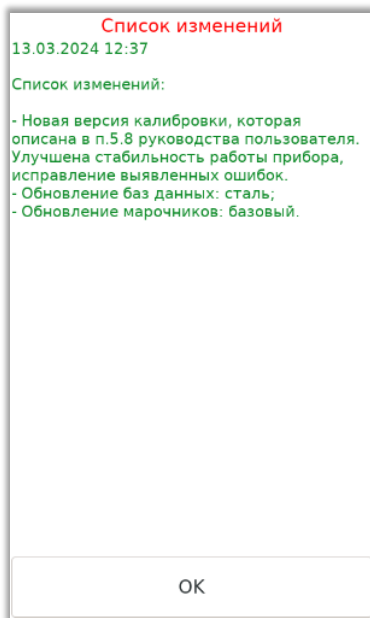 Список изменений
13.03.2024 12:37
Список изменений:
- Новая версия калибровки, которая
описана в п.5.8 руководства пользователя.
Улучшена стабильность работы прибора,
исправление выявленных ошибок.
- Обновление баз данных: сталь;
- Обновление марочников: базовый.
OK